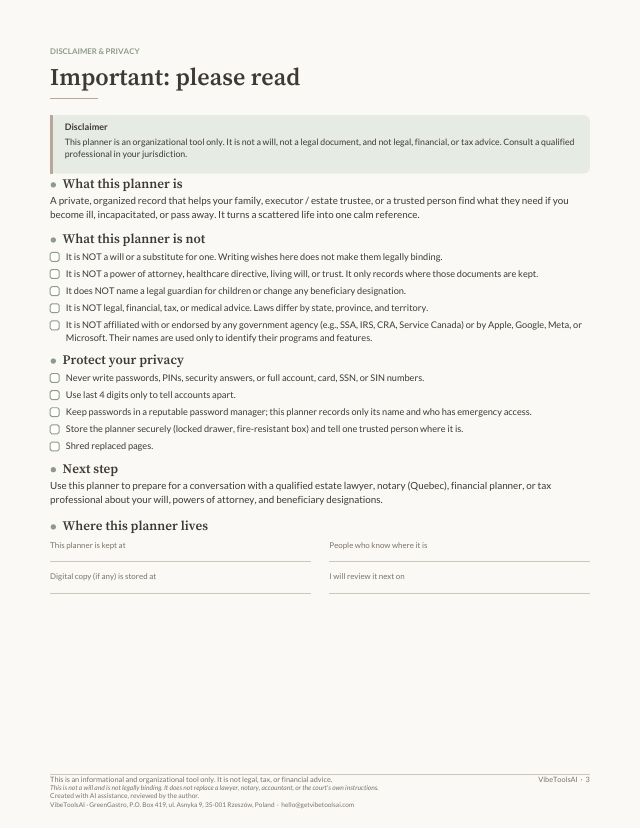 DISCLAIMER & PRIVACY
Important: please read
Disclaimer
This planner is an organizational tool only. It is not a will, not a legal document, and not legal, financial, or tax advice. Consult a qualified
professional in your jurisdiction.
What this planner is
A private, organized record that helps your family, executor / estate trustee, or a trusted person find what they need if you
become ill, incapacitated, or pass away. It turns a scattered life into one calm reference.
What this planner is not
It is NOT a will or a substitute for one. Writing wishes here does not make them legally binding.
It is NOT a power of attorney, healthcare directive, living will, or trust. It only records where those documents are kept.
It does NOT name a legal guardian for children or change any beneficiary designation.
It is NOT legal, financial, tax, or medical advice. Laws differ by state, province, and territory.
It is NOT affiliated with or endorsed by any government agency (e.g., SSA, IRS, CRA, Service Canada) or by Apple, Google, Meta, or
Microsoft. Their names are used only to identify their programs and features.
Protect your privacy
Never write passwords, PINs, security answers, or full account, card, SSN, or SIN numbers.
Use last 4 digits only to tell accounts apart.
Keep passwords in a reputable password manager; this planner records only its name and who has emergency access.
Store the planner securely (locked drawer, fire-resistant box) and tell one trusted person where it is.
Shred replaced pages.
Next step
Use this planner to prepare for a conversation with a qualified estate lawyer, notary (Quebec), financial planner, or tax
professional about your will, powers of attorney, and beneficiary designations.
Where this planner lives
This planner is kept at
People who know where it is
Digital copy (if any) is stored at
I will review it next on
This is an informational and organizational tool only. It is not legal, tax, or financial advice.
VibeToolsAI · 3
This is not a will and is not legally binding. It does not replace a lawyer, notary, accountant, or the court's own instructions.
Created with AI assistance, reviewed by the author.
VibeToolsAI · GreenGastro, P.O. Box 419, ul. Asnyka 9, 35-001 Rzeszów, Poland · hello@getvibetoolsai.com